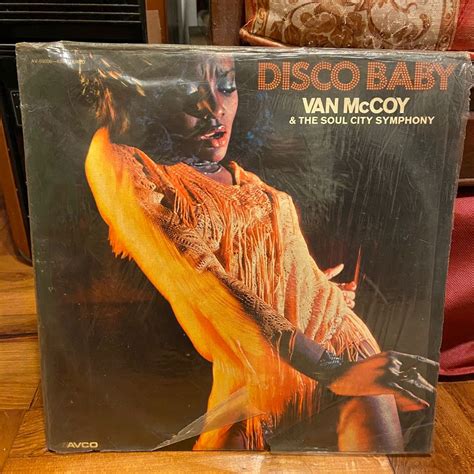 DISCO BABY
VAN McCOY
& THE SOUL CITY SYMPHONY
AVCO